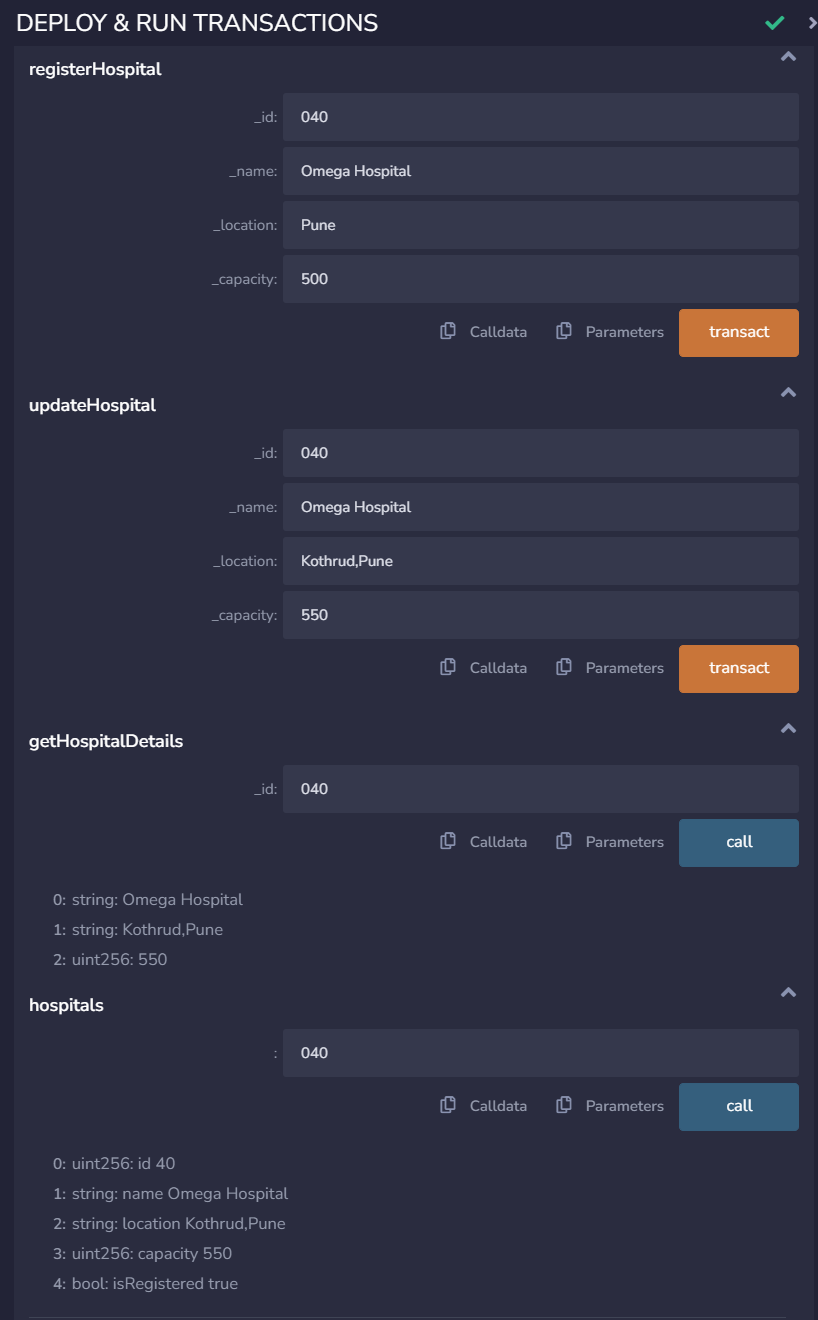 DEPLOY & RUN TRANSACTIONS
registerHospital
_id: 040
_name: Omega Hospital
_location: Pune
_capacity: 500
Calldata Parameters transact
updateHospital
_id: 040
_name: Omega Hospital
_location: Kothrud,Pune
_capacity: 550
Calldata Parameters transact
getHospitalDetails
_id: 040
Calldata Parameters call
0: string: Omega Hospital
1: string: Kothrud,Pune
2: uint256: 550
hospitals
: 040
Calldata Parameters call
0: uint256: id 40
1: string: name Omega Hospital
2: string: location Kothrud,Pune
3: uint256: capacity 550
4: bool: isRegistered true